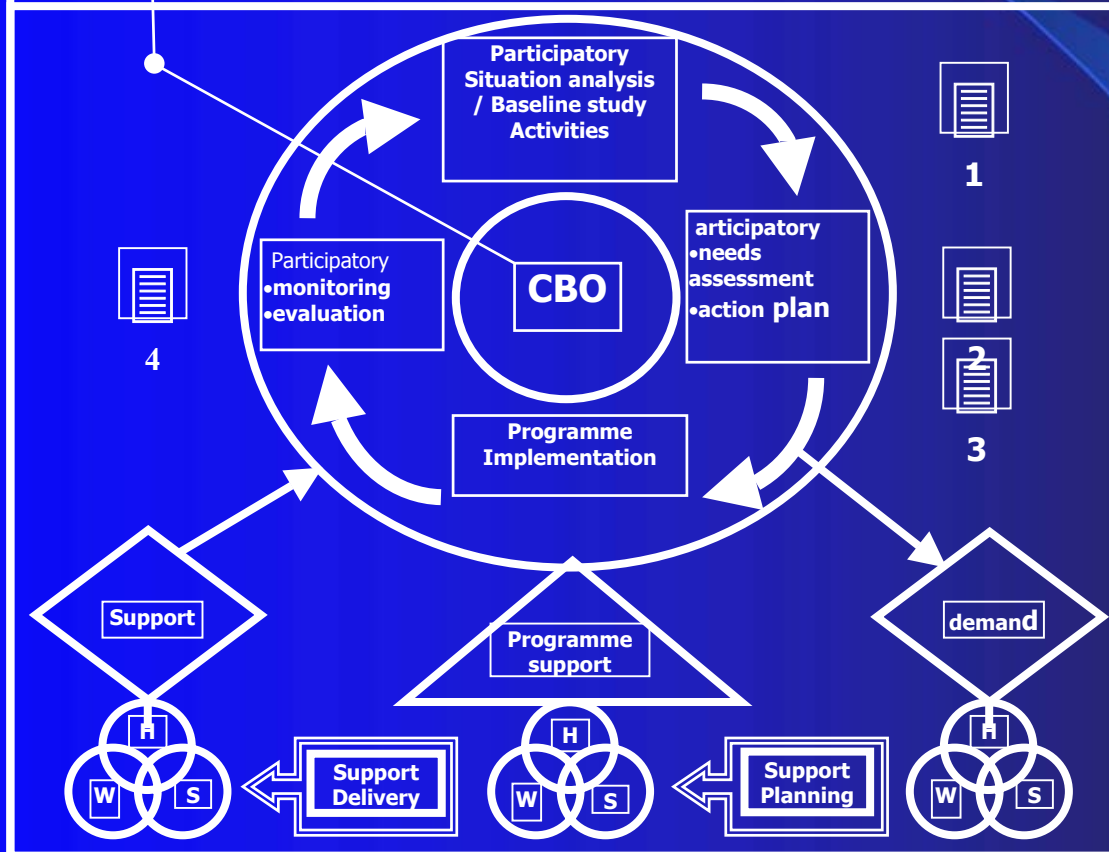 Participatory
Situation analysis
/ Baseline study
Activities
1
articipatory
•needs
assessment
•action plan
Participatory
•monitoring
•evaluation
CBO
2
4
3
Programme
Implementation
Support
Programme
support
demand
H
W
S
Support
Delivery
H
W
S
Support
Planning
H
W
S